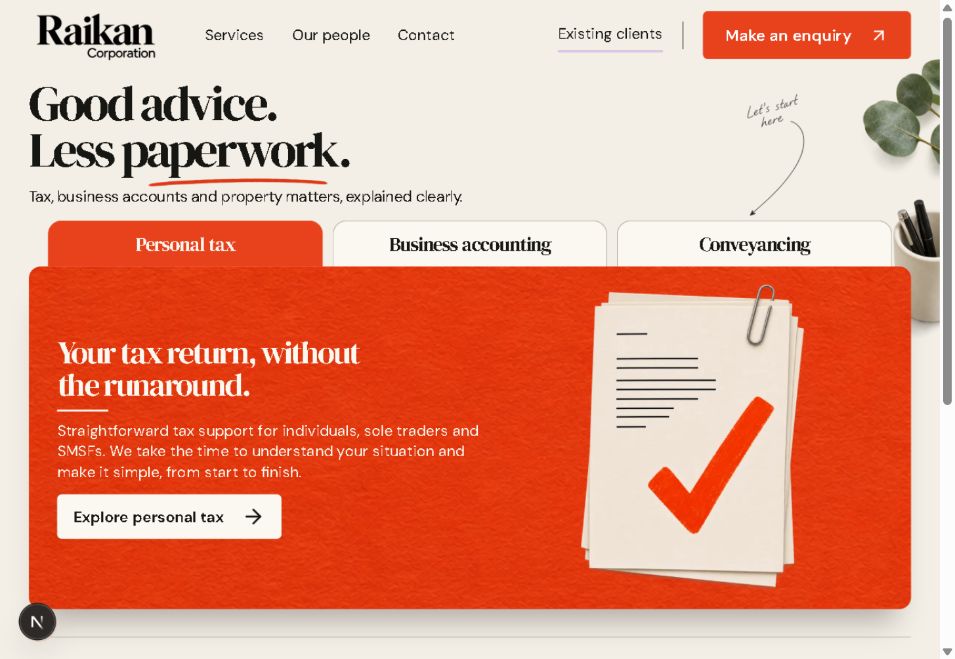 Raikan
Corporation
Services
Our people
Contact
Existing clients
Make an enquiry
Good advice.
Less paperwork.
Let's start
here
Tax, business accounts and property matters, explained clearly.
Personal tax
Business accounting
Conveyancing
Your tax return, without
the runaround.
Straightforward tax support for individuals, sole traders and
SMSFs. We take the time to understand your situation and
make it simple, from start to finish.
Explore personal tax
N